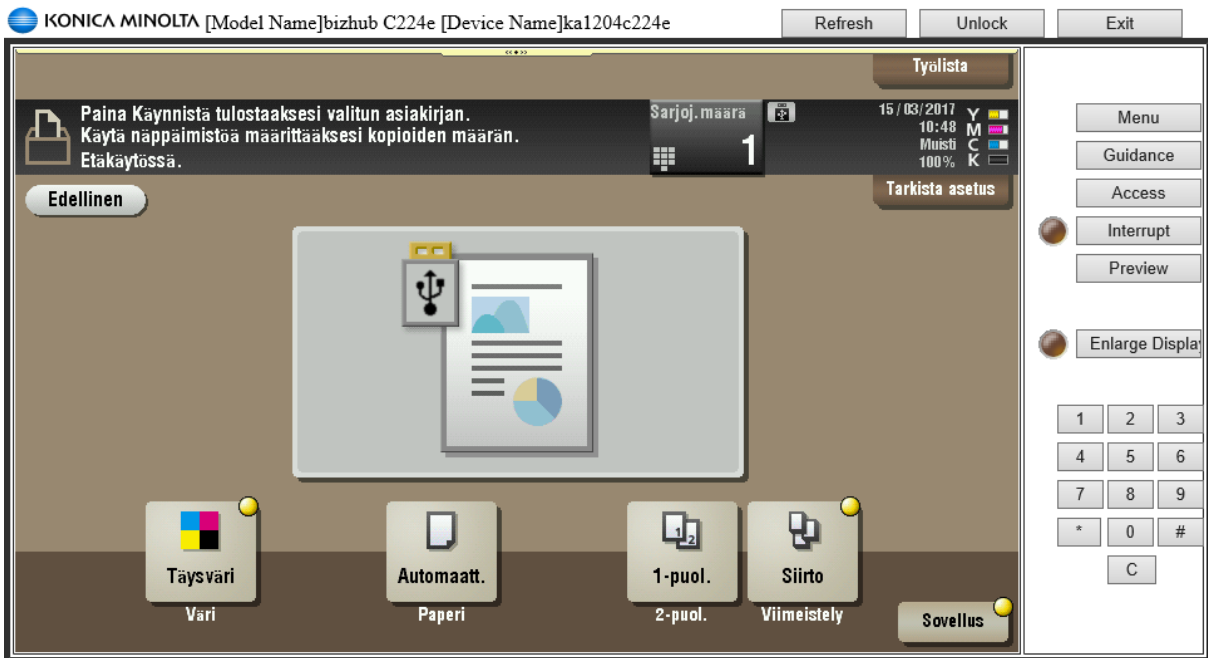 KONICA MINOLTA [Model Name]bizhub C224e [Device Name]ka1204c224e
Refresh
Unlock
Exit
Työlista
Paina Käynnistä tulostaaksesi valitun asiakirjan.
Käytä näppäimistöä määrittääksesi kopioiden määrän.
Etäkäytössä.
Sarjoj.määrä
1
15/03/2017
10:48
Muisti
100%
Y
M
C
K
Edellinen
Tarkista asetus
1 2
Täysväri
Automaatt.
1-puol.
Siirto
Väri
Paperi
2-puol.
Viimeistely
Sovellus
Menu
Guidance
Access
Interrupt
Preview
Enlarge Display
1 2 3
4 5 6
7 8 9
* 0 #
C